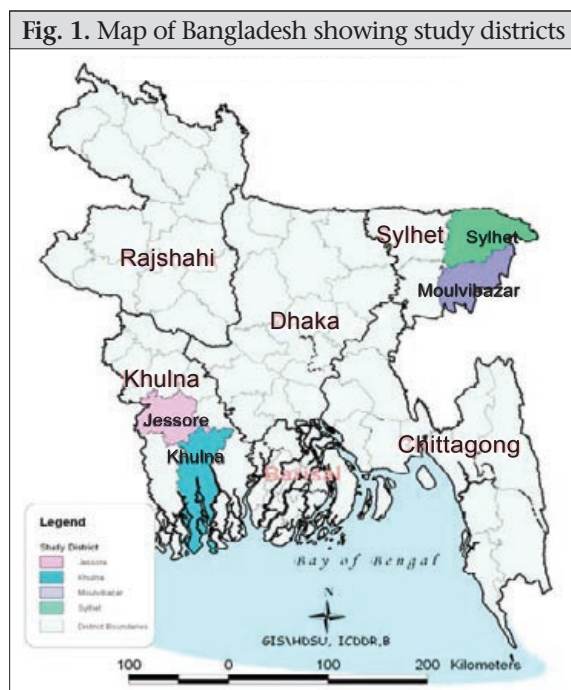 Fig. 1. Map of Bangladesh showing study districts
Sylhet
Sylhet
Rajshahi
Moulvibazar
Dhaka
Khulna
Jessore
Khulna
Chittagong
Barisal
Legend
Study District
Jessore
Khulna
Moulvibazar
Sylhet
District Boundaries
Bay of Bengal
N
GIS\HDSU, ICDDR,B
100 0 100 200 Kilometers